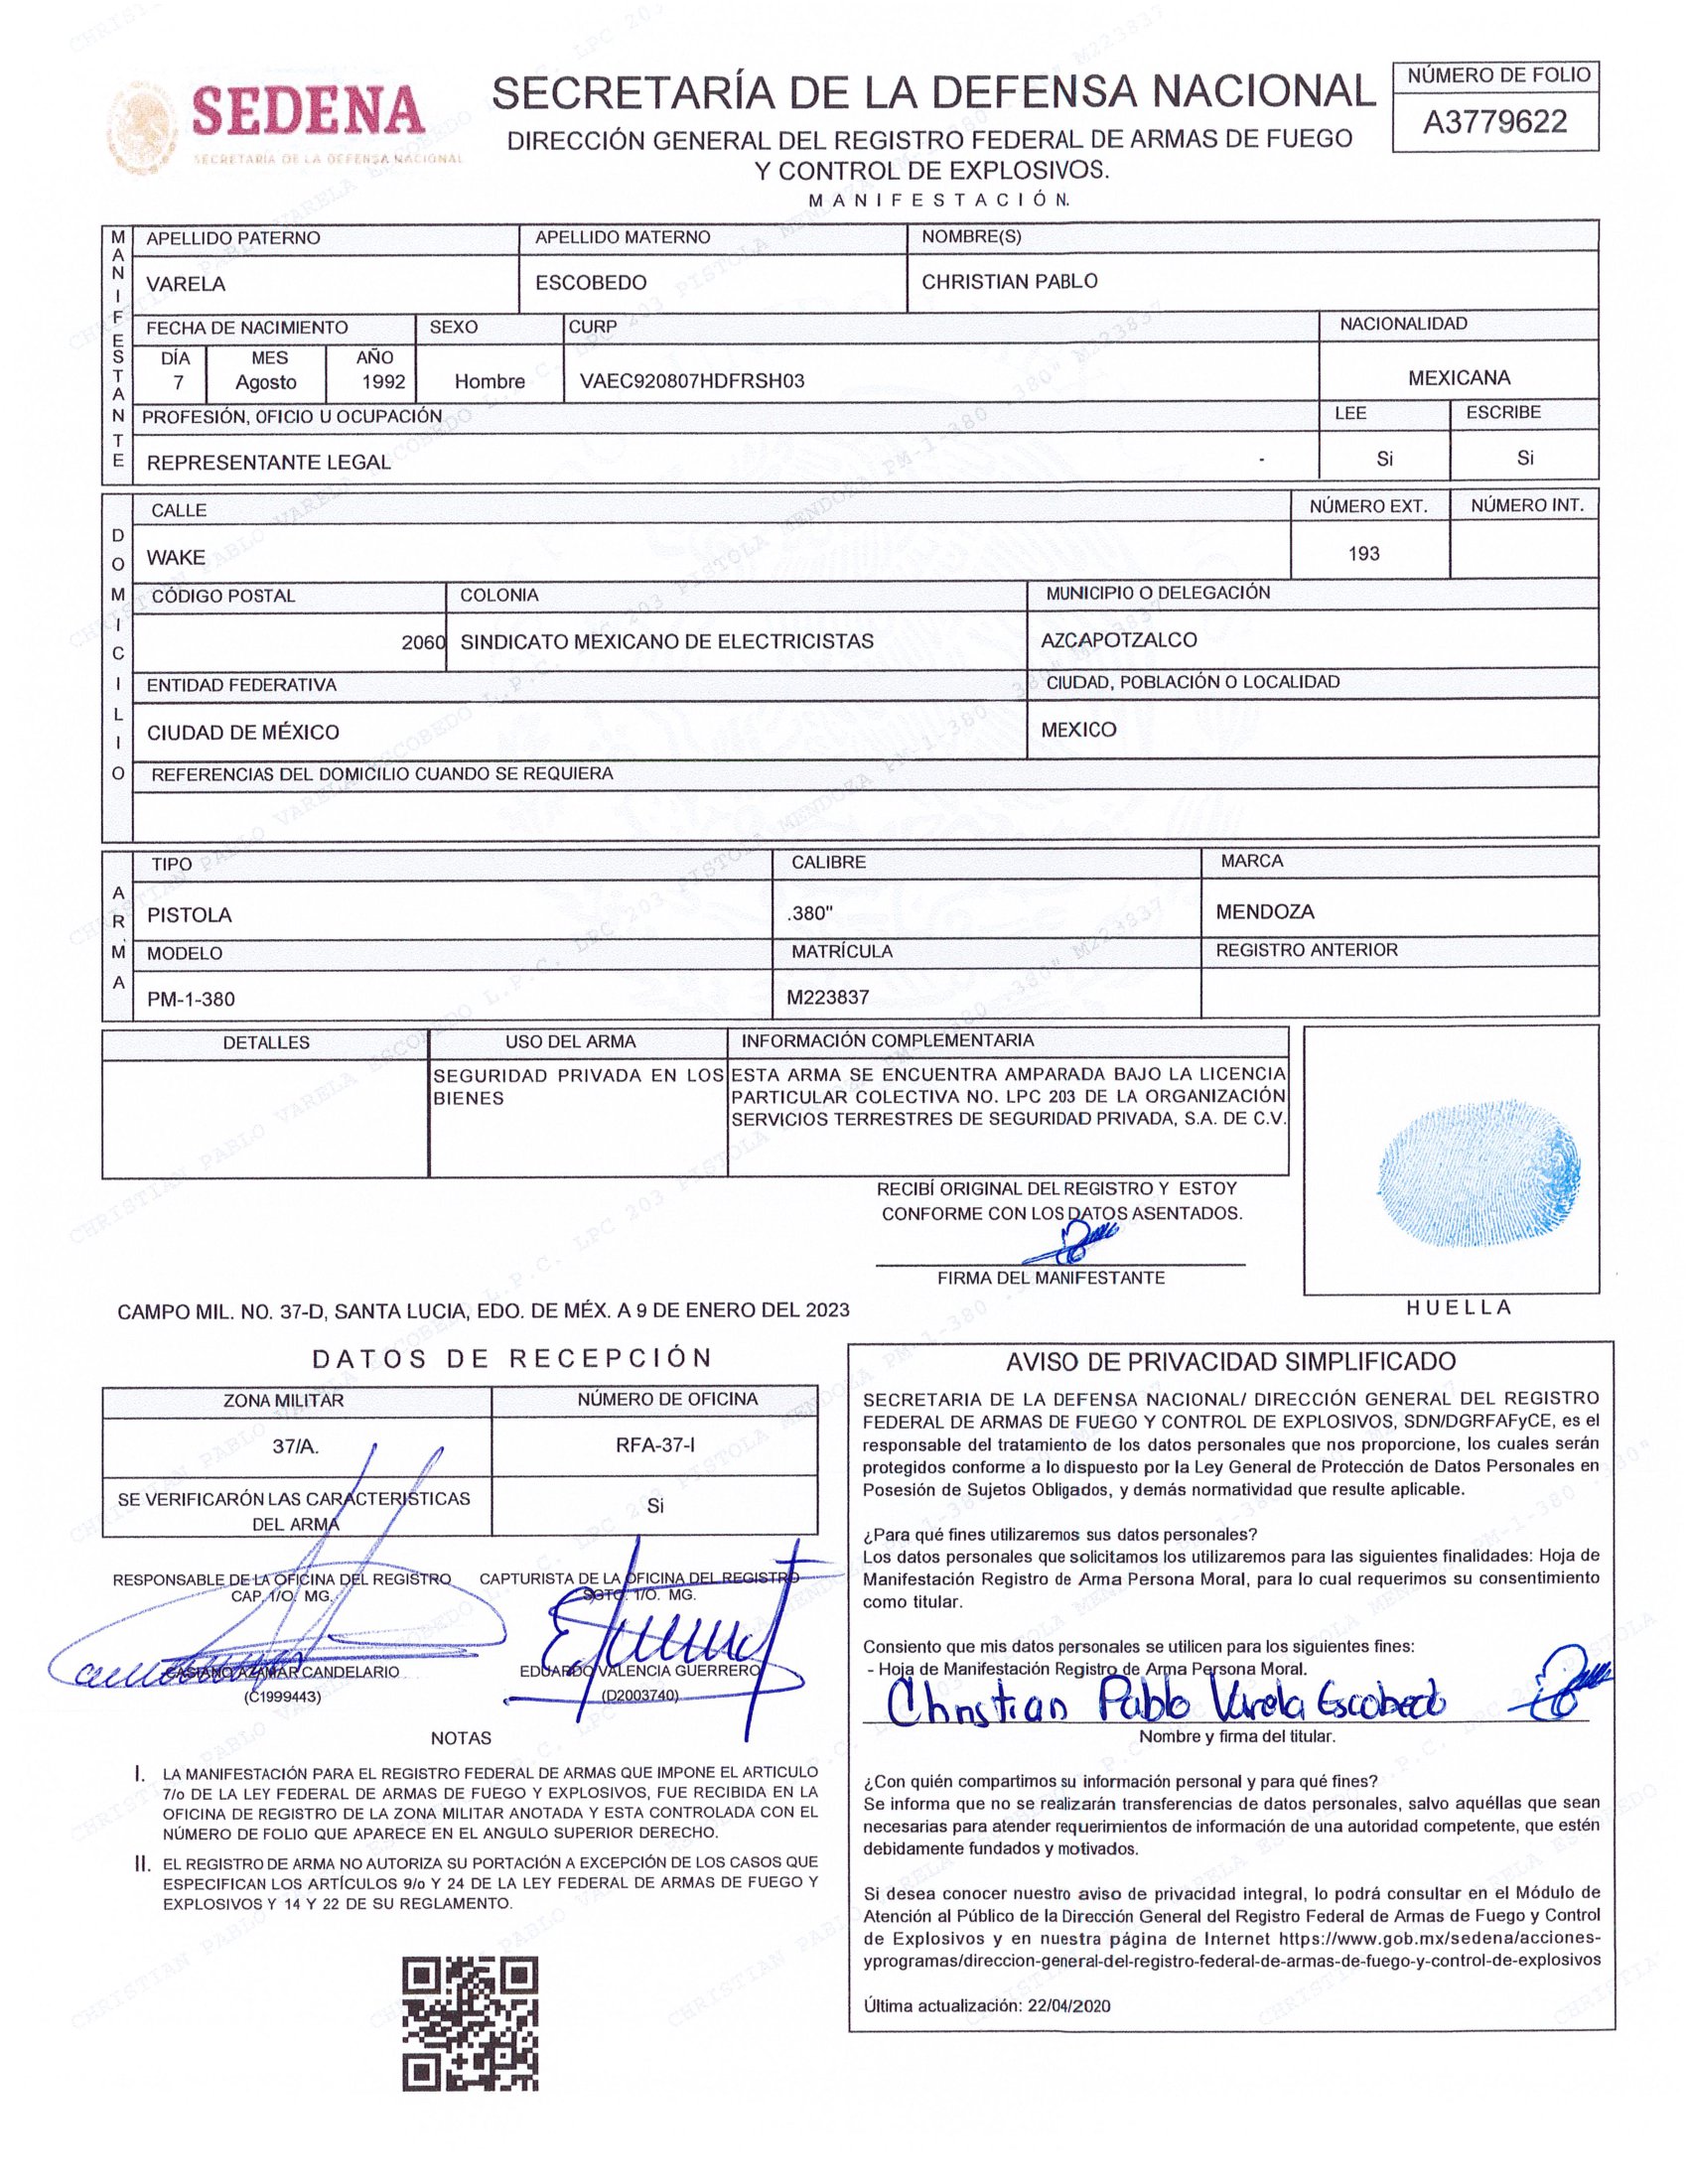 SEDENA
SECRETARÍA DE LA DEFENSA NACIONAL
SECRETARÍA DE LA DEFENSA NACIONAL
DIRECCIÓN GENERAL DEL REGISTRO FEDERAL DE ARMAS DE FUEGO
Y CONTROL DE EXPLOSIVOS.
MANIFESTACIÓN.
NÚMERO DE FOLIO
A3779622
MANIFESTANTE
APELLIDO PATERNO APELLIDO MATERNO NOMBRE(S)
VARELA ESCOBEDO CHRISTIAN PABLO
FECHA DE NACIMIENTO SEXO CURP NACIONALIDAD
DÍA MES AÑO
7 Agosto 1992 Hombre VAEC920807HDFRSH03 MEXICANA
PROFESIÓN, OFICIO U OCUPACIÓN LEE ESCRIBE
REPRESENTANTE LEGAL - Si Si
DOMICILIO
CALLE NÚMERO EXT. NÚMERO INT.
WAKE 193
CÓDIGO POSTAL COLONIA MUNICIPIO O DELEGACIÓN
2060 SINDICATO MEXICANO DE ELECTRICISTAS AZCAPOTZALCO
ENTIDAD FEDERATIVA CIUDAD, POBLACIÓN O LOCALIDAD
CIUDAD DE MÉXICO MEXICO
REFERENCIAS DEL DOMICILIO CUANDO SE REQUIERA
ARMA
TIPO CALIBRE MARCA
PISTOLA .380" MENDOZA
MODELO MATRÍCULA REGISTRO ANTERIOR
PM-1-380 M223837
DETALLES USO DEL ARMA INFORMACIÓN COMPLEMENTARIA
SEGURIDAD PRIVADA EN LOS
BIENES
ESTA ARMA SE ENCUENTRA AMPARADA BAJO LA LICENCIA
PARTICULAR COLECTIVA NO. LPC 203 DE LA ORGANIZACIÓN
SERVICIOS TERRESTRES DE SEGURIDAD PRIVADA, S.A. DE C.V.
RECIBÍ ORIGINAL DEL REGISTRO Y ESTOY
CONFORME CON LOS DATOS ASENTADOS.
FIRMA DEL MANIFESTANTE
HUELLA
CAMPO MIL. NO. 37-D, SANTA LUCIA, EDO. DE MÉX. A 9 DE ENERO DEL 2023
DATOS DE RECEPCIÓN
ZONA MILITAR NÚMERO DE OFICINA
37/A. RFA-37-I
SE VERIFICARÓN LAS CARACTERISTICAS
DEL ARMA
Si
RESPONSABLE DE LA OFICINA DEL REGISTRO
CAP. 1/O. MG.
CASIANO AZAMAR CANDELARIO
(C1999443)
CAPTURISTA DE LA OFICINA DEL REGISTRO
SGTO. 1/O. MG.
EDUARDO VALENCIA GUERRERO
(D2003740)
NOTAS
I. LA MANIFESTACIÓN PARA EL REGISTRO FEDERAL DE ARMAS QUE IMPONE EL ARTICULO
7/o DE LA LEY FEDERAL DE ARMAS DE FUEGO Y EXPLOSIVOS, FUE RECIBIDA EN LA
OFICINA DE REGISTRO DE LA ZONA MILITAR ANOTADA Y ESTA CONTROLADA CON EL
NÚMERO DE FOLIO QUE APARECE EN EL ANGULO SUPERIOR DERECHO.
II. EL REGISTRO DE ARMA NO AUTORIZA SU PORTACIÓN A EXCEPCIÓN DE LOS CASOS QUE
ESPECIFICAN LOS ARTÍCULOS 9/o Y 24 DE LA LEY FEDERAL DE ARMAS DE FUEGO Y
EXPLOSIVOS Y 14 Y 22 DE SU REGLAMENTO.
AVISO DE PRIVACIDAD SIMPLIFICADO
SECRETARIA DE LA DEFENSA NACIONAL/ DIRECCIÓN GENERAL DEL REGISTRO
FEDERAL DE ARMAS DE FUEGO Y CONTROL DE EXPLOSIVOS, SDN/DGRFAFyCE, es el
responsable del tratamiento de los datos personales que nos proporcione, los cuales serán
protegidos conforme a lo dispuesto por la Ley General de Protección de Datos Personales en
Posesión de Sujetos Obligados, y demás normatividad que resulte aplicable.
¿Para qué fines utilizaremos sus datos personales?
Los datos personales que solicitamos los utilizaremos para las siguientes finalidades: Hoja de
Manifestación Registro de Arma Persona Moral, para lo cual requerimos su consentimiento
como titular.
Consiento que mis datos personales se utilicen para los siguientes fines:
- Hoja de Manifestación Registro de Arma Persona Moral.
Christian Pablo Varela Escobedo
Nombre y firma del titular.
¿Con quién compartimos su información personal y para qué fines?
Se informa que no se realizarán transferencias de datos personales, salvo aquéllas que sean
necesarias para atender requerimientos de información de una autoridad competente, que estén
debidamente fundados y motivados.
Si desea conocer nuestro aviso de privacidad integral, lo podrá consultar en el Módulo de
Atención al Público de la Dirección General del Registro Federal de Armas de Fuego y Control
de Explosivos y en nuestra página de Internet https://www.gob.mx/sedena/acciones-
yprogramas/direccion-general-del-registro-federal-de-armas-de-fuego-y-control-de-explosivos
Última actualización: 22/04/2020